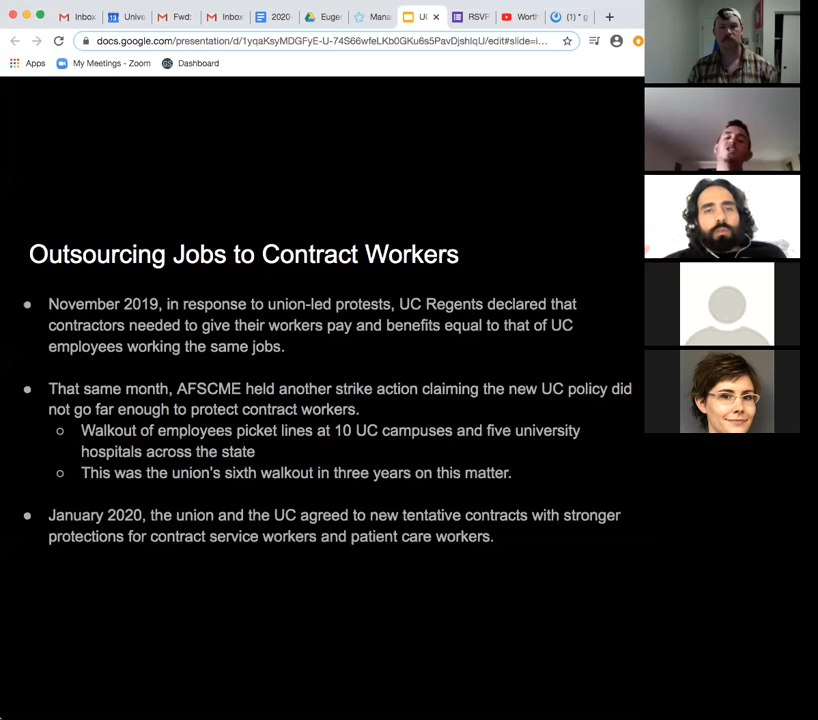 Inbox
Unive
Fwd:
Inbox
2020-
Euger
Mana
UC
RSVF
Worth
(1) * g
docs.google.com/presentation/d/1yqaKsyMDGFyE-U-74S66wfeLKb0GKu6s5PavDjshlqU/edit#slide=i...
Apps
My Meetings - Zoom
Dashboard
Outsourcing Jobs to Contract Workers
● November 2019, in response to union-led protests, UC Regents declared that
contractors needed to give their workers pay and benefits equal to that of UC
employees working the same jobs.
● That same month, AFSCME held another strike action claiming the new UC policy did
not go far enough to protect contract workers.
○ Walkout of employees picket lines at 10 UC campuses and five university
hospitals across the state
○ This was the union's sixth walkout in three years on this matter.
● January 2020, the union and the UC agreed to new tentative contracts with stronger
protections for contract service workers and patient care workers.